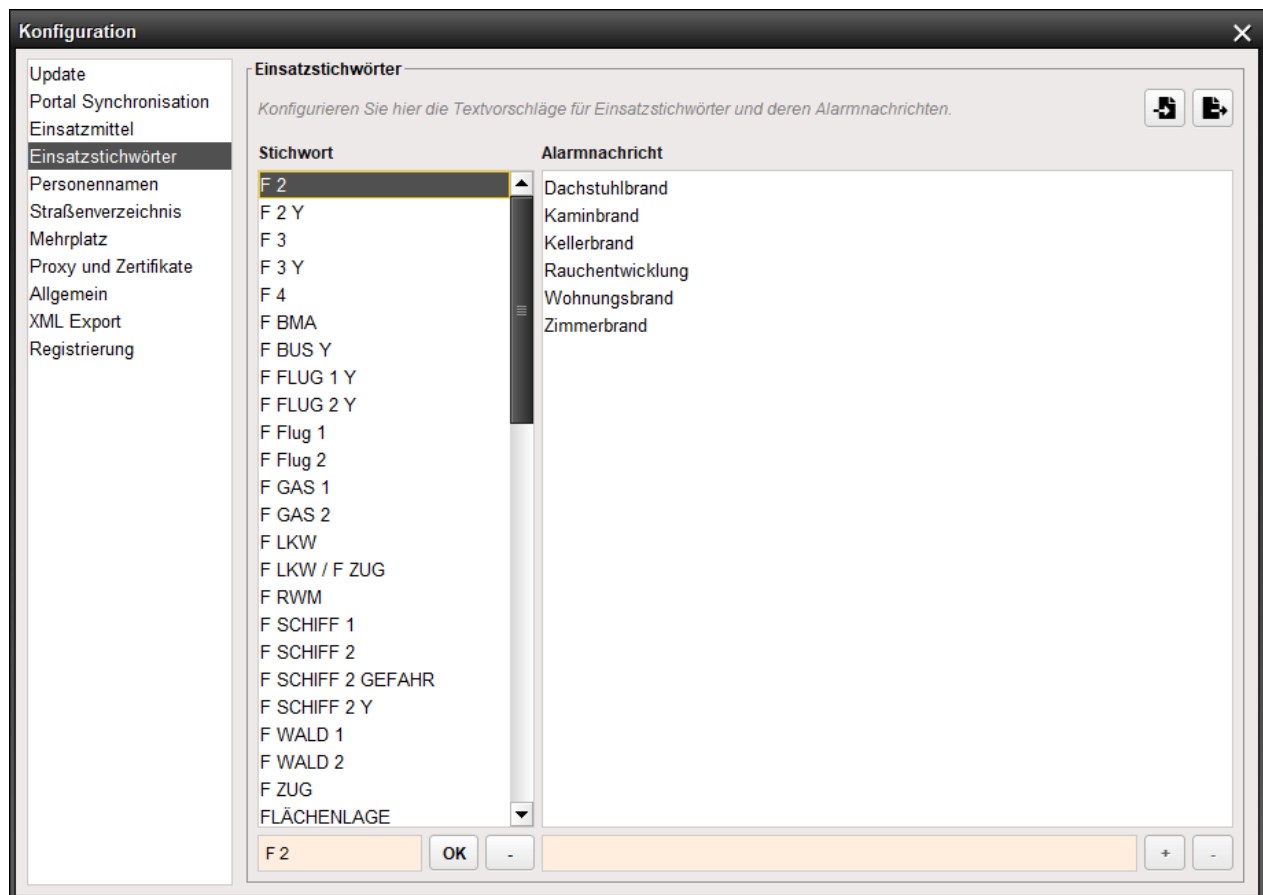 Konfiguration
Update
Portal Synchronisation
Einsatzmittel
Einsatzstichwörter
Personennamen
Straßenverzeichnis
Mehrplatz
Proxy und Zertifikate
Allgemein
XML Export
Registrierung
Einsatzstichwörter
Konfigurieren Sie hier die Textvorschläge für Einsatzstichwörter und deren Alarmnachrichten.
Stichwort
F 2
F 2 Y
F 3
F 3 Y
F 4
F BMA
F BUS Y
F FLUG 1 Y
F FLUG 2 Y
F Flug 1
F Flug 2
F GAS 1
F GAS 2
F LKW
F LKW / F ZUG
F RWM
F SCHIFF 1
F SCHIFF 2
F SCHIFF 2 GEFAHR
F SCHIFF 2 Y
F WALD 1
F WALD 2
F ZUG
FLÄCHENLAGE
F 2 OK -
Alarmnachricht
Dachstuhlbrand
Kaminbrand
Kellerbrand
Rauchentwicklung
Wohnungsbrand
Zimmerbrand
+ -